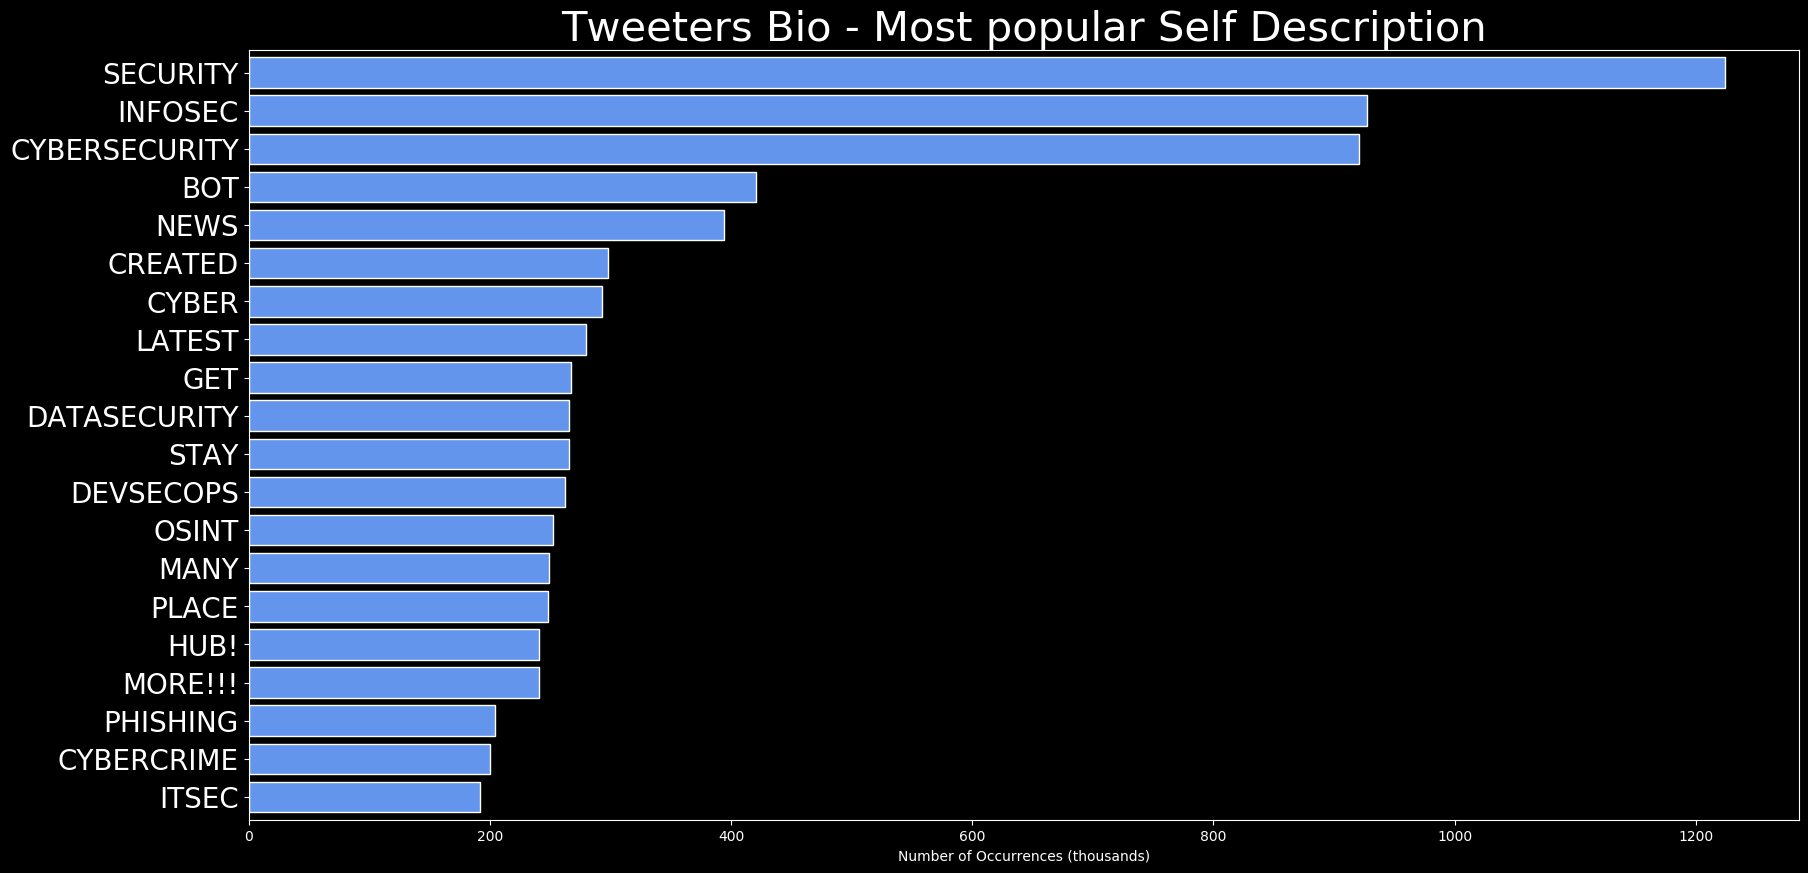 Tweeters Bio - Most popular Self Description
SECURITY
INFOSEC
CYBERSECURITY
BOT
NEWS
CREATED
CYBER
LATEST
GET
DATASECURITY
STAY
DEVSECOPS
OSINT
MANY
PLACE
HUB!
MORE!!!
PHISHING
CYBERCRIME
ITSEC
0 200 400 600 800 1000 1200
Number of Occurrences (thousands)